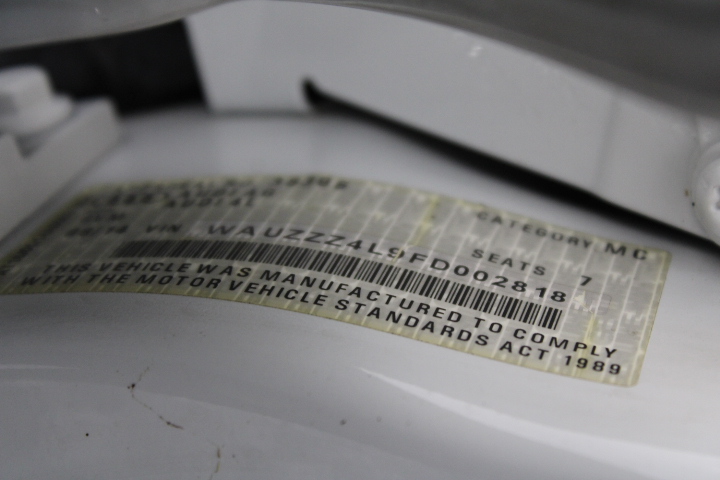 CATEGORY MC
VIN WAUZZZ4L9FD002818
SEATS 7
THIS VEHICLE WAS MANUFACTURED TO COMPLY
WITH THE MOTOR VEHICLE STANDARDS ACT 1989